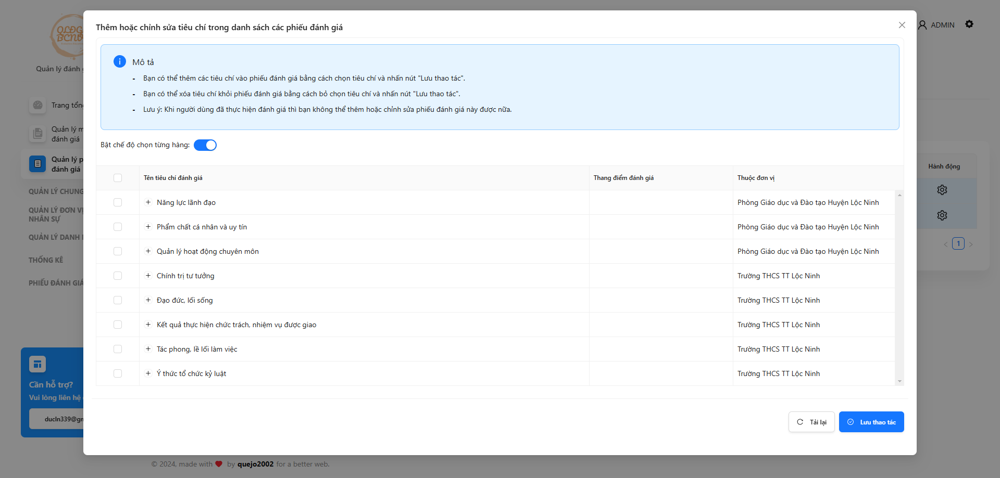 Thêm hoặc chỉnh sửa tiêu chí trong danh sách các phiếu đánh giá
Mô tả
- Bạn có thể thêm các tiêu chí vào phiếu đánh giá bằng cách chọn tiêu chí và nhấn nút "Lưu thao tác".
- Bạn có thể xóa tiêu chí khỏi phiếu đánh giá bằng cách bỏ chọn tiêu chí và nhấn nút "Lưu thao tác".
- Lưu ý: Khi người dùng đã thực hiện đánh giá thì bạn không thể thêm hoặc chỉnh sửa phiếu đánh giá này được nữa.
Bật chế độ chọn từng hàng:
Tên tiêu chí đánh giá Thang điểm đánh giá Thuộc đơn vị
Năng lực lãnh đạo Phòng Giáo dục và Đào tạo Huyện Lộc Ninh
Phẩm chất cá nhân và uy tín Phòng Giáo dục và Đào tạo Huyện Lộc Ninh
Quản lý hoạt động chuyên môn Phòng Giáo dục và Đào tạo Huyện Lộc Ninh
Chính trị tư tưởng Trường THCS TT Lộc Ninh
Đạo đức, lối sống Trường THCS TT Lộc Ninh
Kết quả thực hiện chức trách, nhiệm vụ được giao Trường THCS TT Lộc Ninh
Tác phong, lề lối làm việc Trường THCS TT Lộc Ninh
Ý thức tổ chức kỷ luật Trường THCS TT Lộc Ninh
Tải lại Lưu thao tác
Quản lý đánh
Trang
Quản lý
đánh giá
Quản lý
đánh giá
QUẢN LÝ CHUNG
QUẢN LÝ ĐƠN VỊ
NHÂN SỰ
QUẢN LÝ DANH
THỐNG KÊ
PHIẾU ĐÁNH GIÁ
Cần hỗ trợ?
Vui lòng liên hệ
ducln339@
ADMIN
Hành động
1
© 2024, made with by quejo2002 for a better web.